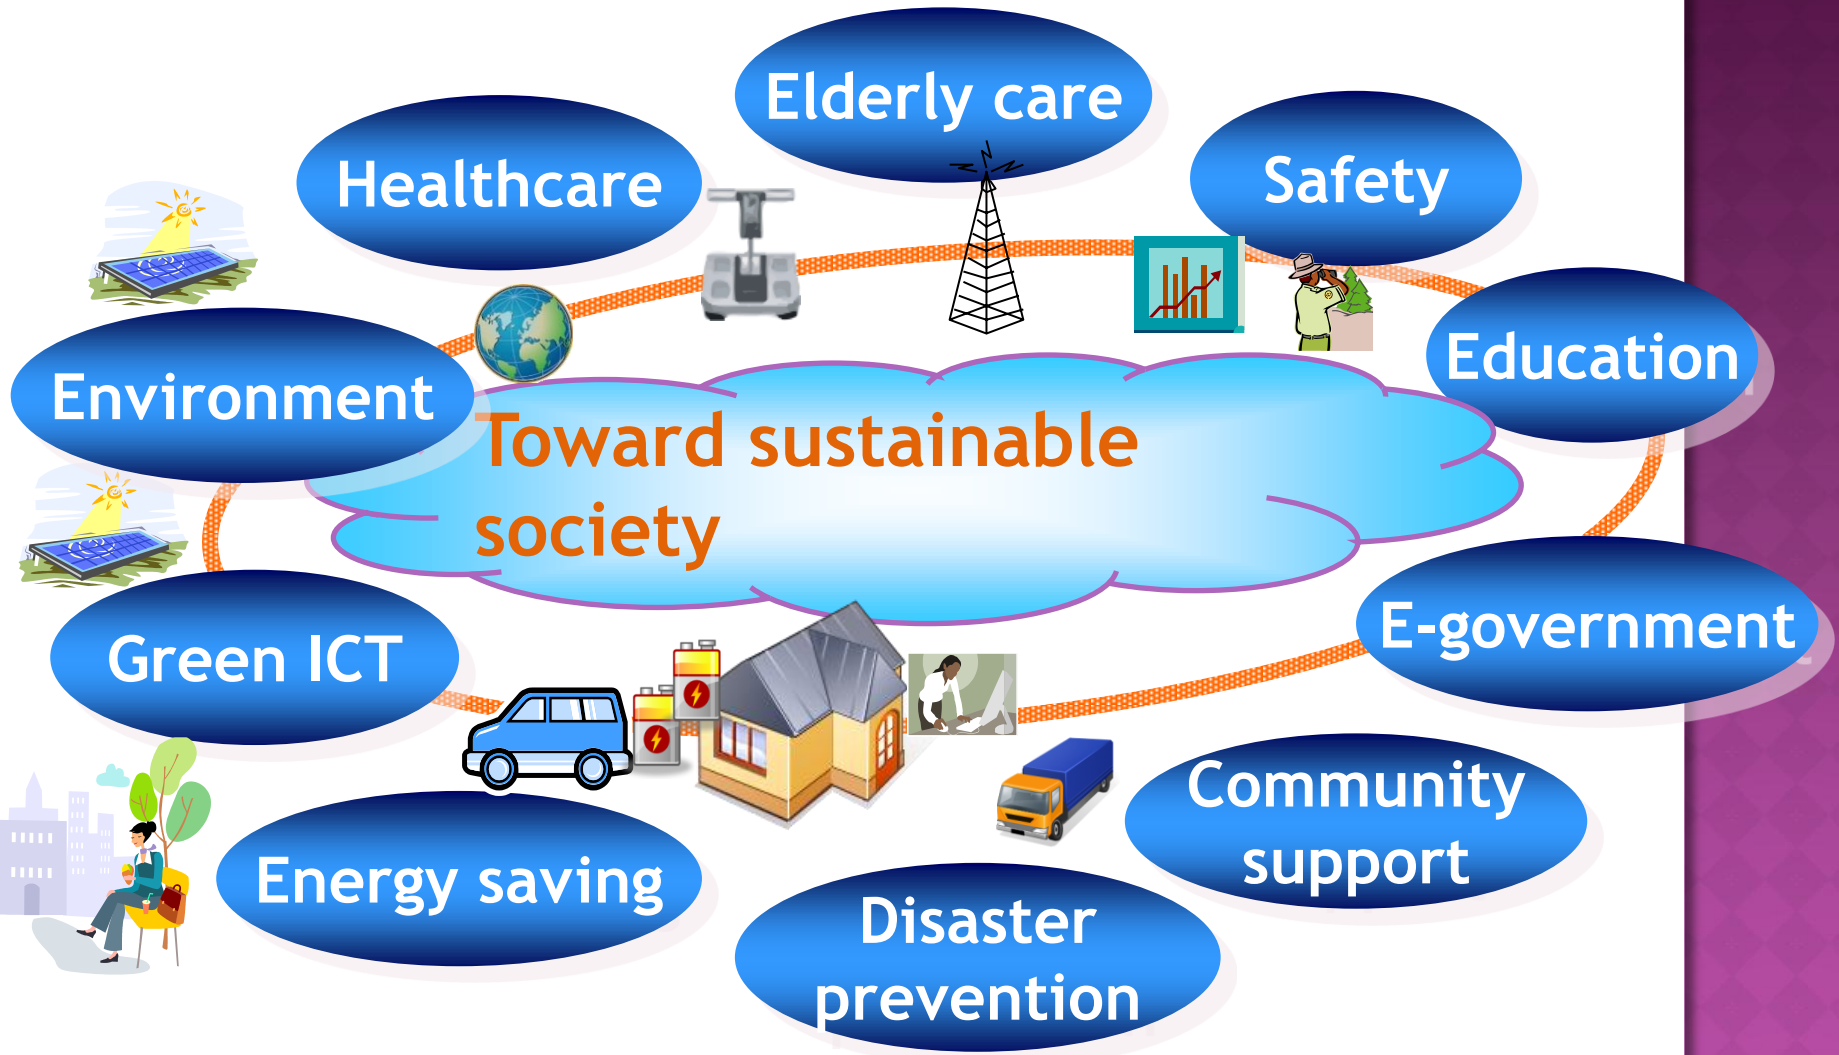 Elderly care
Healthcare
Safety
Education
Environment
Toward sustainable
society
E-government
Green ICT
Community
support
Energy saving
Disaster
prevention